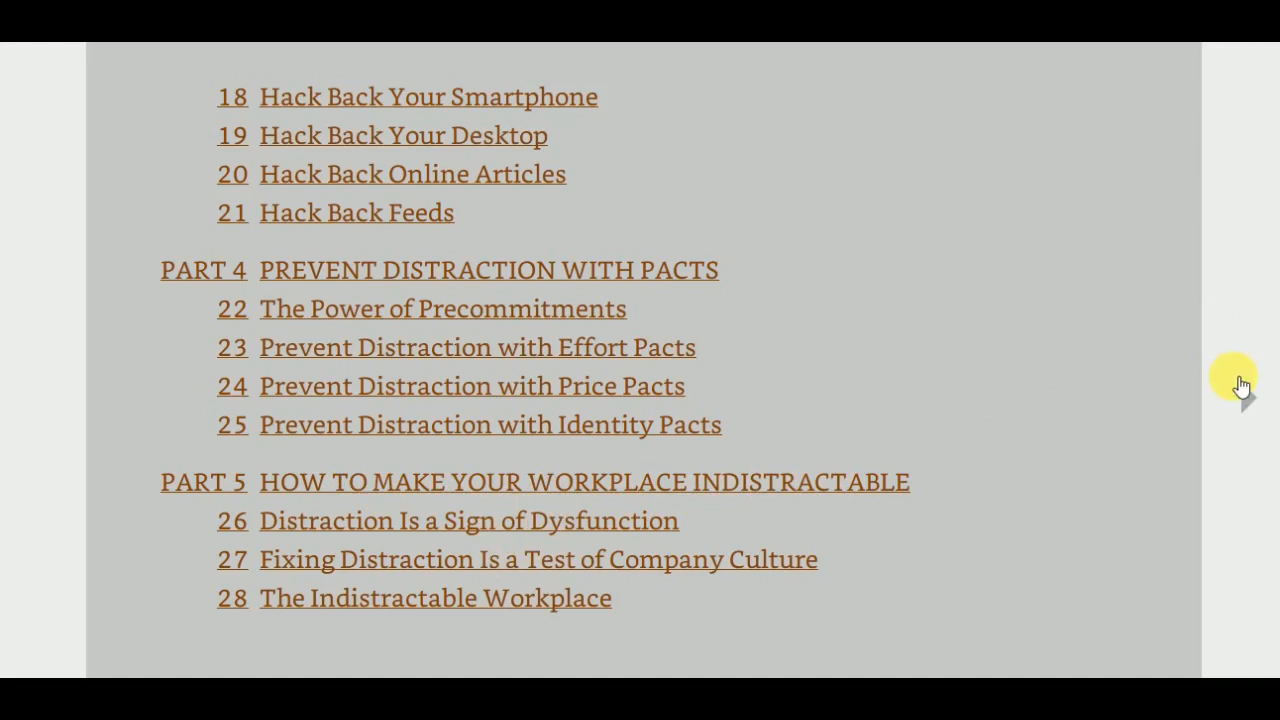 18 Hack Back Your Smartphone
19 Hack Back Your Desktop
20 Hack Back Online Articles
21 Hack Back Feeds
PART 4 PREVENT DISTRACTION WITH PACTS
22 The Power of Precommitments
23 Prevent Distraction with Effort Pacts
24 Prevent Distraction with Price Pacts
25 Prevent Distraction with Identity Pacts
PART 5 HOW TO MAKE YOUR WORKPLACE INDISTRACTABLE
26 Distraction Is a Sign of Dysfunction
27 Fixing Distraction Is a Test of Company Culture
28 The Indistractable Workplace